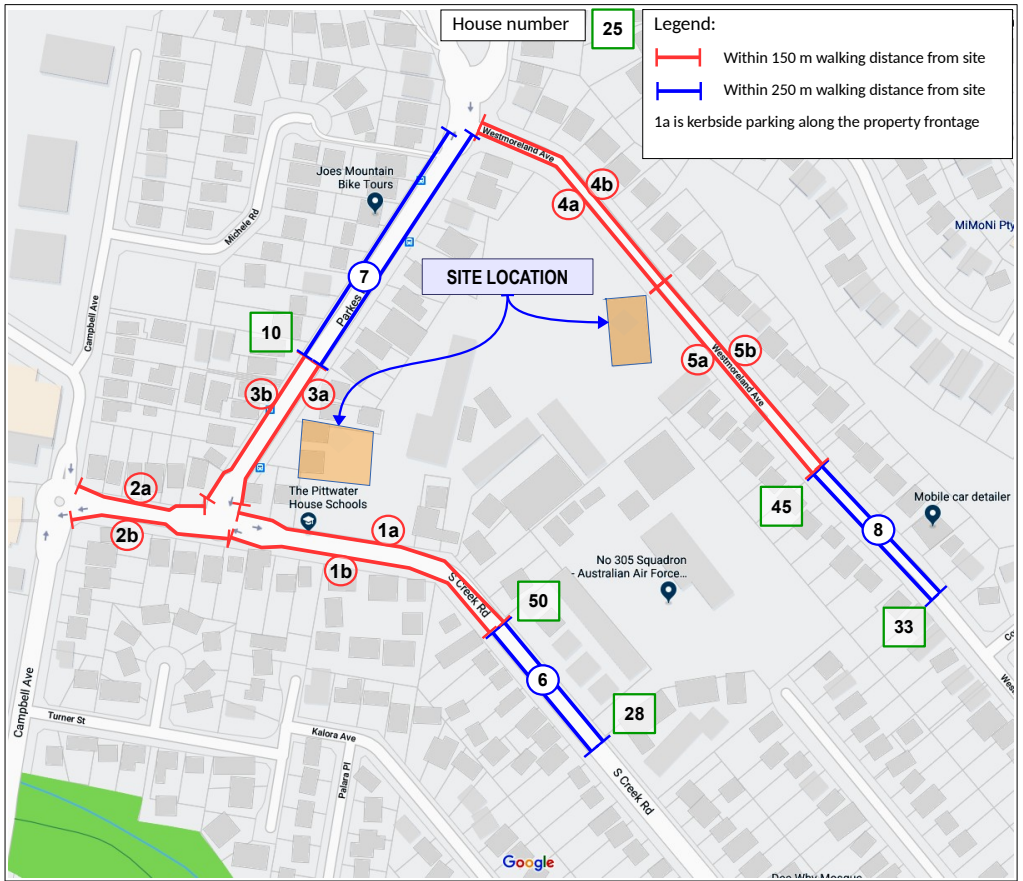 House number
25
Legend:
Within 150 m walking distance from site
Within 250 m walking distance from site
1a is kerbside parking along the property frontage
Westmoreland Ave
Joes Mountain
Bike Tours
4b
4a
Michele Rd
MiMoNi Pty
7
SITE LOCATION
Parkes
10
Campbell Ave
5b
5a
Westmoreland Ave
3b
3a
2a
The Pittwater
House Schools
45
Mobile car detailer
2b
1a
8
1b
No 305 Squadron
- Australian Air Force...
S Creek Rd
50
33
6
28
Campbell Ave
Turner St
Kalora Ave
Palara Pl
S Creek Rd
Google
Dee Why Mosque